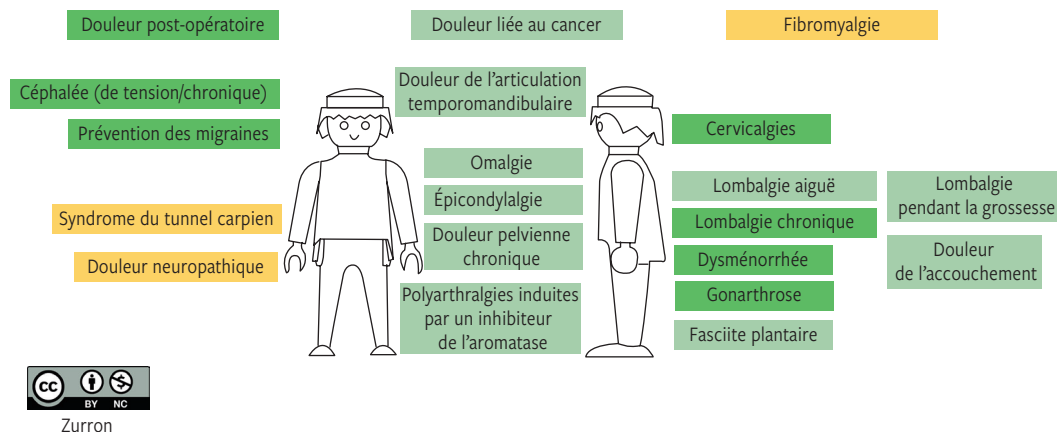 Douleur post-opératoire
Douleur liée au cancer
Fibromyalgie
Céphalée (de tension/chronique)
Prévention des migraines
Syndrome du tunnel carpien
Douleur neuropathique
Douleur de l’articulation
temporomandibulaire
Omalgie
Épicondylalgie
Douleur pelvienne
chronique
Polyarthralgies induites
par un inhibiteur
de l’aromatase
Cervicalgies
Lombalgie aiguë
Lombalgie chronique
Dysménorrhée
Gonarthrose
Fasciite plantaire
Lombalgie
pendant la grossesse
Douleur
de l’accouchement
cc
BY NC
Zurron